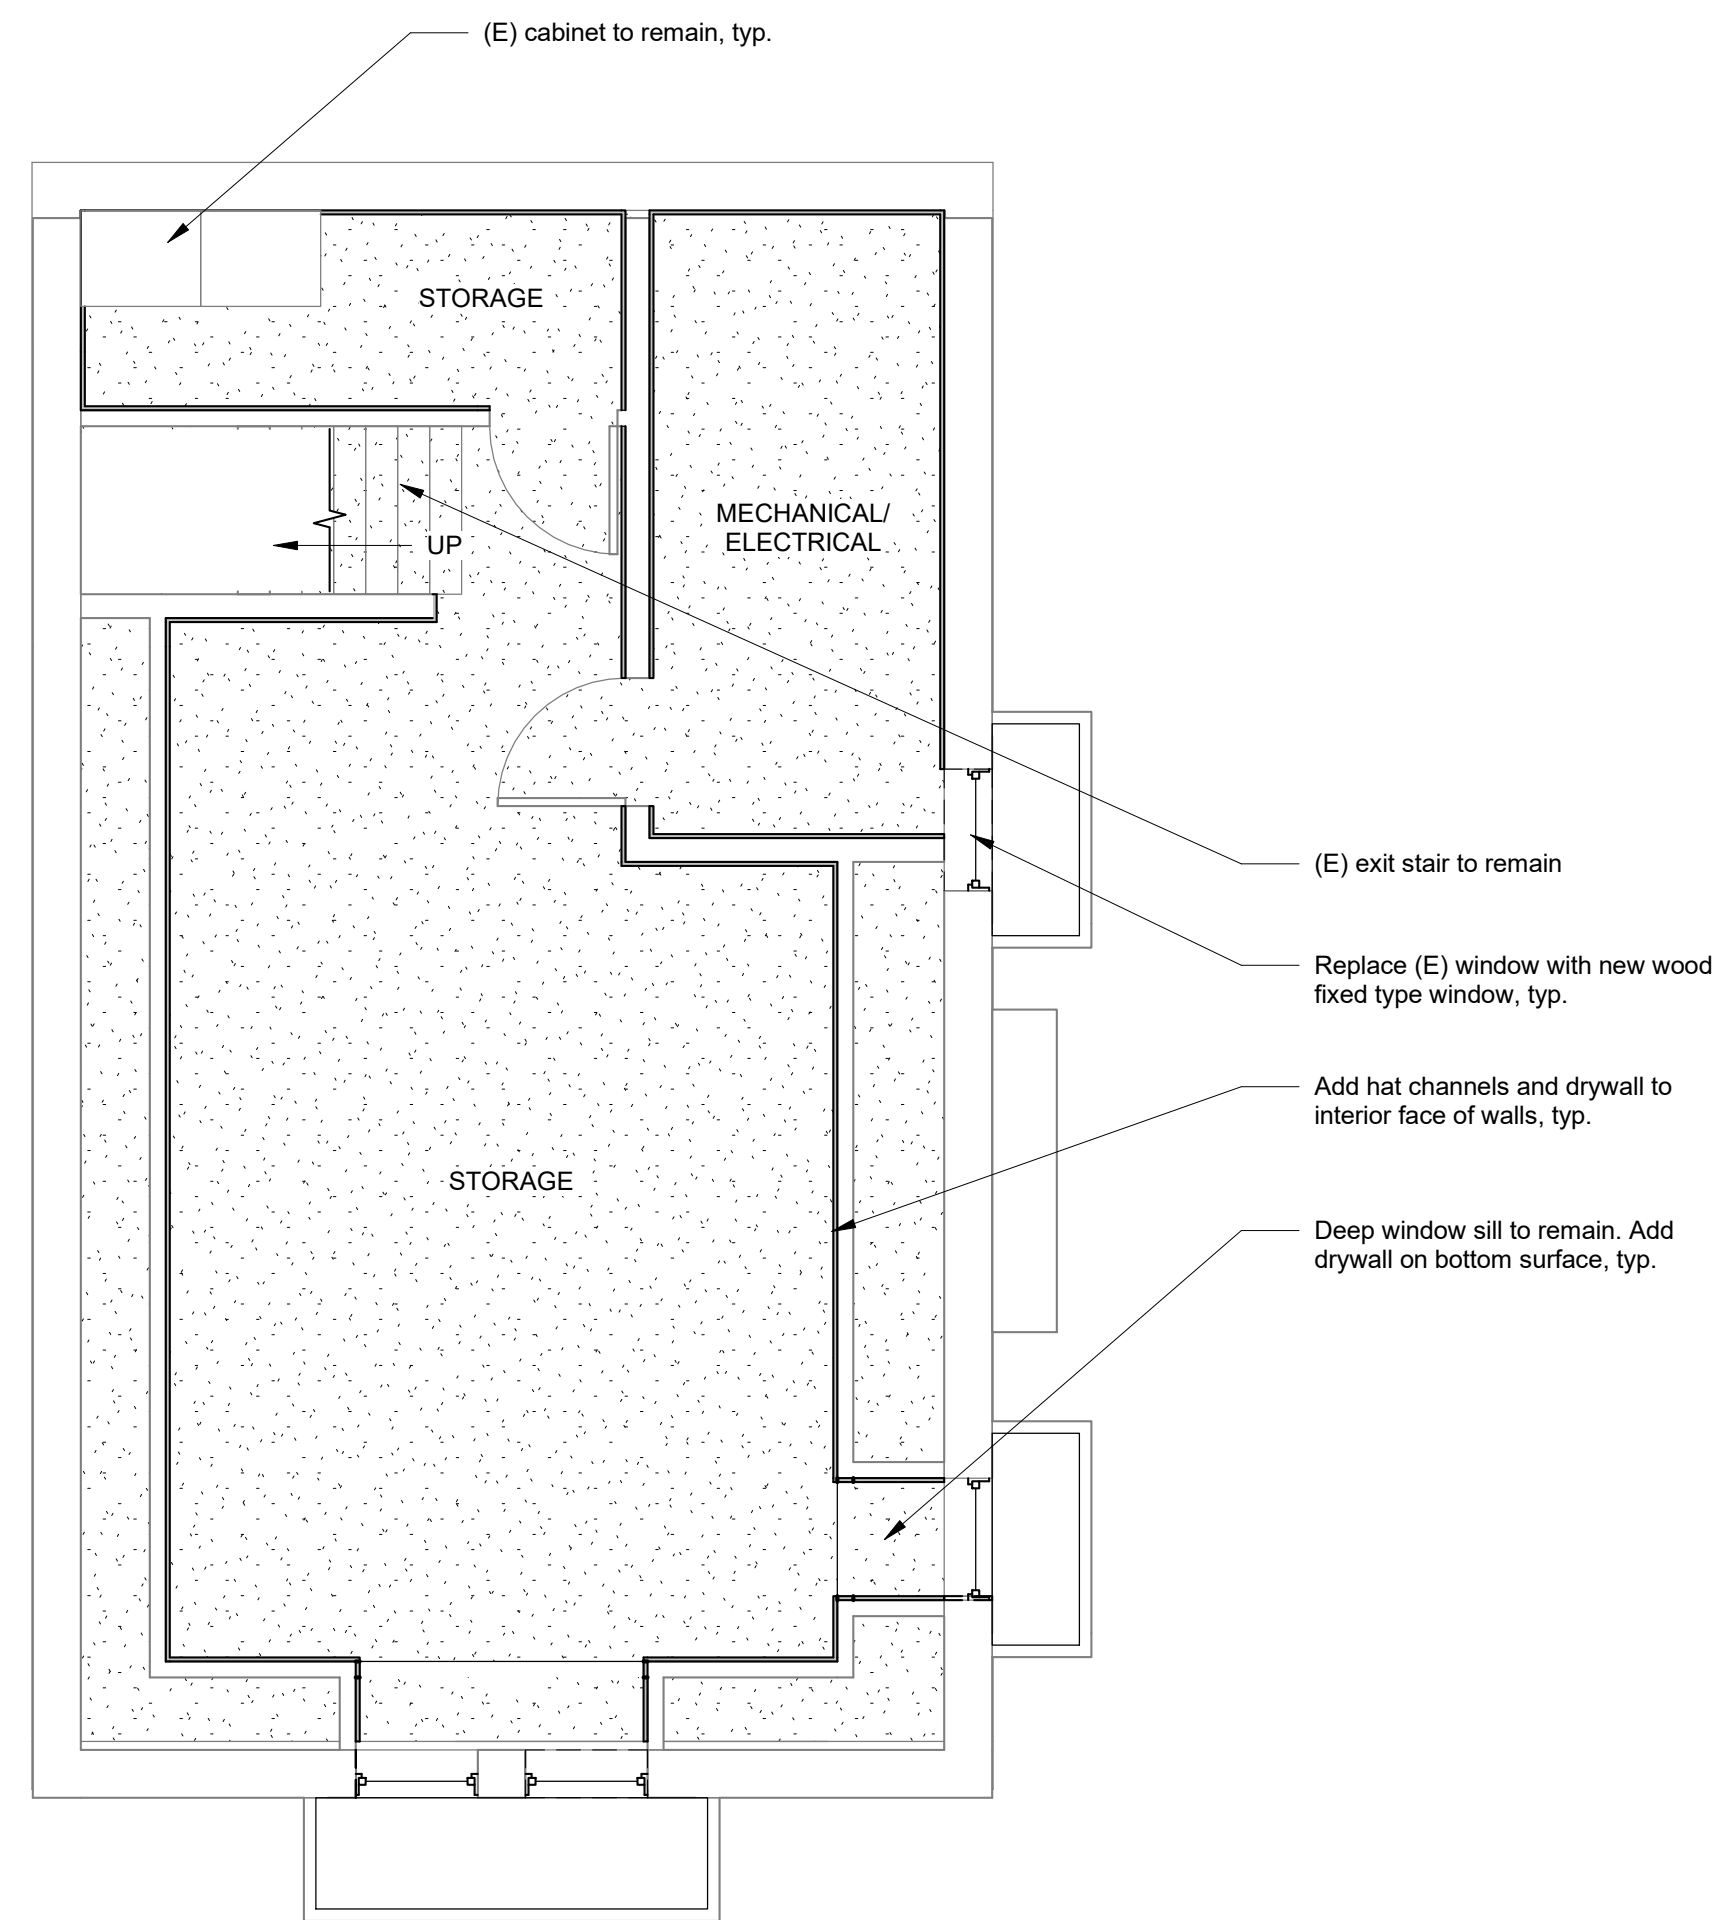 (E) cabinet to remain, typ.
STORAGE
MECHANICAL/
ELECTRICAL
UP
(E) exit stair to remain
Replace (E) window with new wood
fixed type window, typ.
Add hat channels and drywall to
interior face of walls, typ.
STORAGE
Deep window sill to remain. Add
drywall on bottom surface, typ.